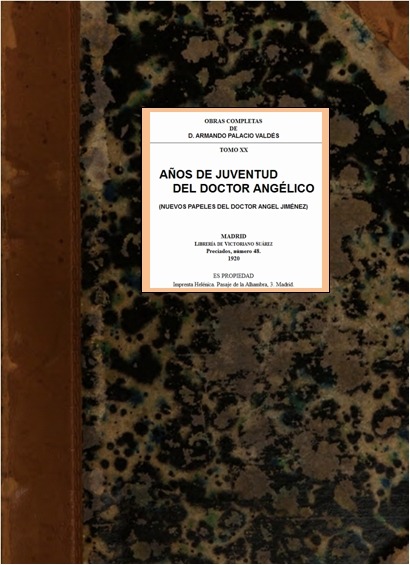 OBRAS COMPLETAS
DE
D. ARMANDO PALACIO VALDÉS
TOMO XX
AÑOS DE JUVENTUD
DEL DOCTOR ANGÉLICO
(NUEVOS PAPELES DEL DOCTOR ANGEL JIMÉNEZ)
MADRID
LIBRERÍA DE VICTORIANO SUÁREZ
Preciados, número 48.
1920
ES PROPIEDAD
Imprenta Helénica. Pasaje de la Alhambra, 3. Madrid.